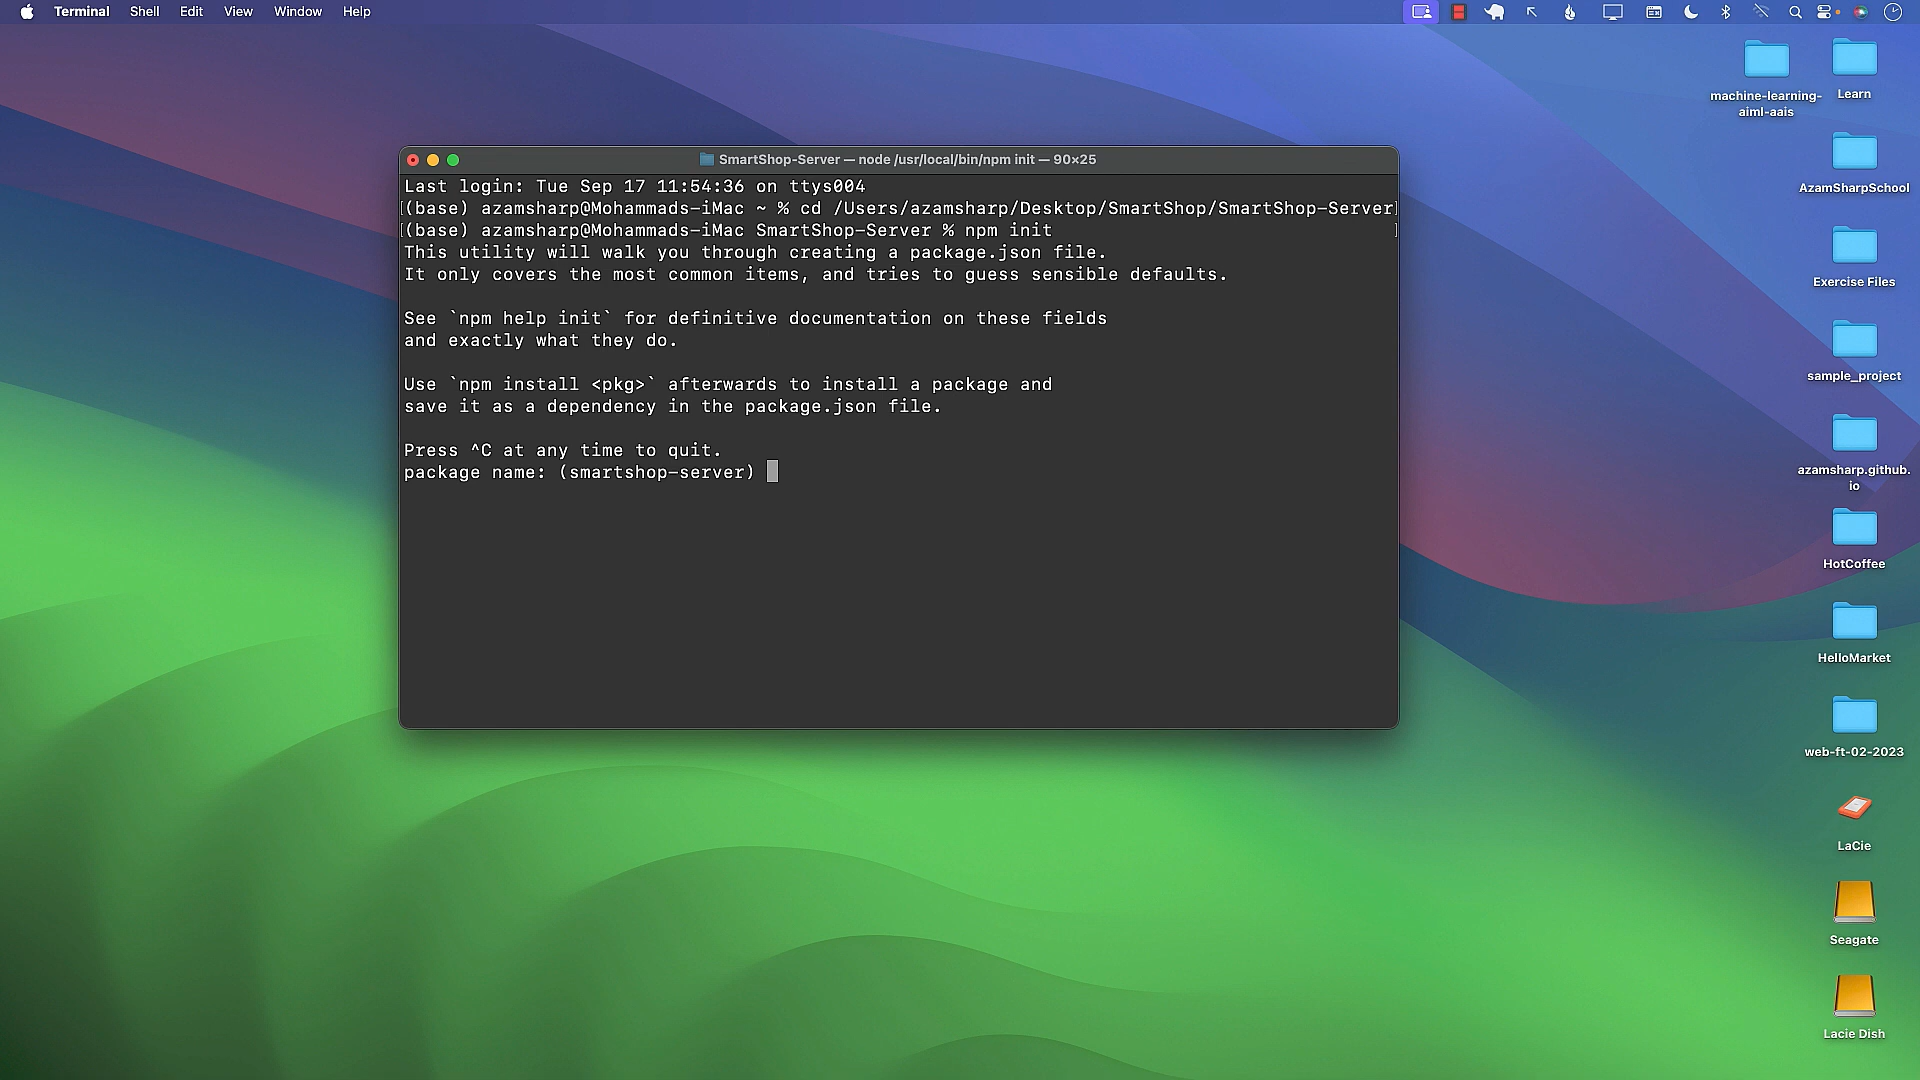 Terminal Shell Edit View Window Help
machine-learning-
aiml-aais
Learn
AzamSharpSchool
Exercise Files
sample_project
azamsharp.github.
io
HotCoffee
HelloMarket
web-ft-02-2023
LaCie
Seagate
Lacie Dish
SmartShop-Server — node /usr/local/bin/npm init — 90×25
Last login: Tue Sep 17 11:54:36 on ttys004
[(base) azamsharp@Mohammads-iMac ~ % cd /Users/azamsharp/Desktop/SmartShop/SmartShop-Server]
[(base) azamsharp@Mohammads-iMac SmartShop-Server % npm init ]
This utility will walk you through creating a package.json file.
It only covers the most common items, and tries to guess sensible defaults.
See `npm help init` for definitive documentation on these fields
and exactly what they do.
Use `npm install <pkg>` afterwards to install a package and
save it as a dependency in the package.json file.
Press ^C at any time to quit.
package name: (smartshop-server)